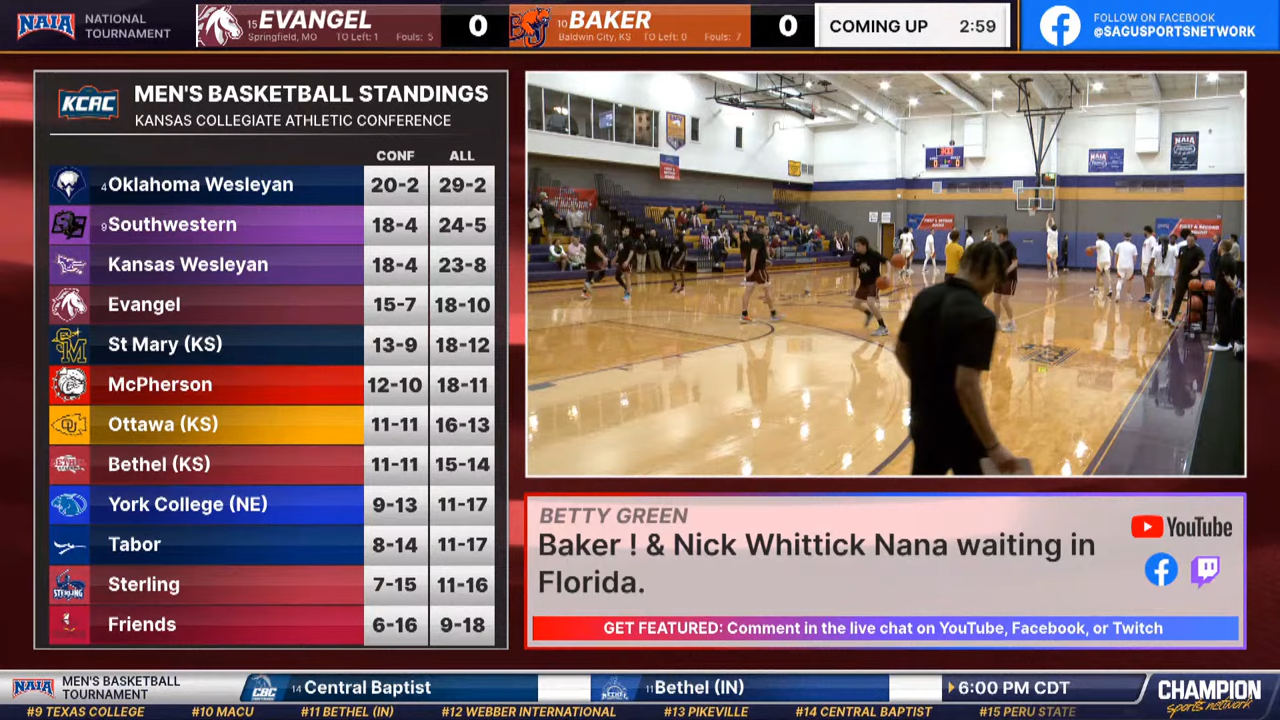 NAIA
NATIONAL
TOURNAMENT
15 EVANGEL
Springfield, MO TO Left: 1 Fouls: 5
0
10 BAKER
Baldwin City, KS TO Left: 0 Fouls: 7
0
COMING UP 2:59
FOLLOW ON FACEBOOK
@SAGUSPORTSNETWORK
KCAC
MEN'S BASKETBALL STANDINGS
KANSAS COLLEGIATE ATHLETIC CONFERENCE
CONF ALL
4 Oklahoma Wesleyan 20-2 29-2
9 Southwestern 18-4 24-5
Kansas Wesleyan 18-4 23-8
Evangel 15-7 18-10
St Mary (KS) 13-9 18-12
McPherson 12-10 18-11
Ottawa (KS) 11-11 16-13
Bethel (KS) 11-11 15-14
York College (NE) 9-13 11-17
Tabor 8-14 11-17
Sterling 7-15 11-16
Friends 6-16 9-18
BETTY GREEN
Baker ! & Nick Whittick Nana waiting in
Florida.
YouTube
GET FEATURED: Comment in the live chat on YouTube, Facebook, or Twitch
NAIA
MEN'S BASKETBALL
TOURNAMENT
CBC
14 Central Baptist
11 Bethel (IN)
6:00 PM CDT
CHAMPION
sports network
#9 TEXAS COLLEGE #10 MACU #11 BETHEL (IN) #12 WEBBER INTERNATIONAL #13 PIKEVILLE #14 CENTRAL BAPTIST #15 PERU STATE